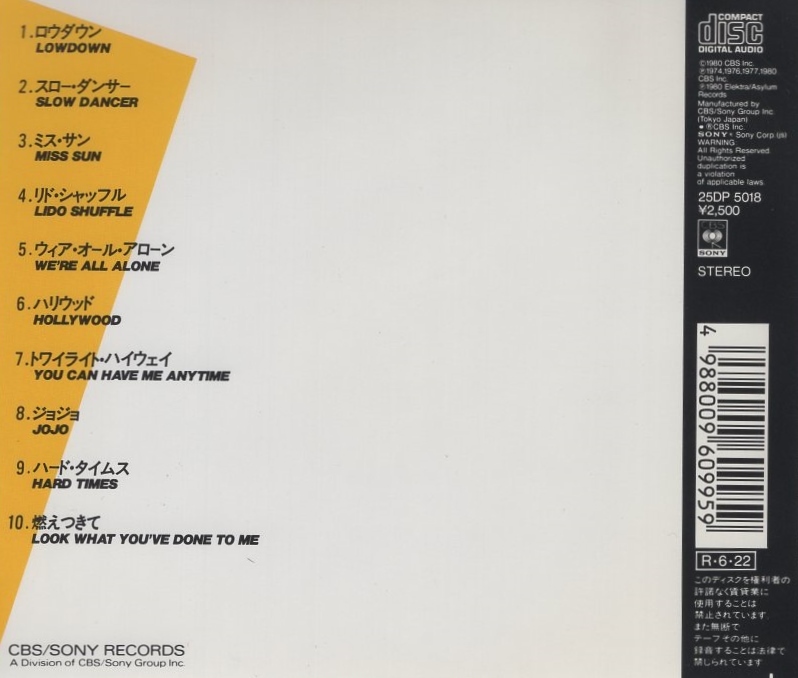 1.ロウダウン
LOWDOWN
2.スロー・ダンサー
SLOW DANCER
3.ミス・サン
MISS SUN
4.リド・シャッフル
LIDO SHUFFLE
5.ウィア・オール・アローン
WE'RE ALL ALONE
6.ハリウッド
HOLLYWOOD
7.トワイライト・ハイウェイ
YOU CAN HAVE ME ANYTIME
8.ジョジョ
JOJO
9.ハード・タイムス
HARD TIMES
10.燃えつきて
LOOK WHAT YOU'VE DONE TO ME
CBS/SONY RECORDS
A Division of CBS/Sony Group Inc.
COMPACT
disc
DIGITAL AUDIO
©1980 CBS Inc.
℗1974,1976,1977,1980
CBS Inc.
℗1980 Elektra/Asylum
Records
Manufactured by
CBS/Sony Group Inc.
(Tokyo Japan)
CBS Inc.
SONY Sony Corp.
WARNING:
All Rights Reserved.
Unauthorized
duplication is
a violation
of applicable laws.
25DP 5018
¥2,500
CBS
SONY
STEREO
4 988009 609959
R・6・22
このディスクを権利者の
許諾なく賃貸業に
使用することは
禁止されています。
また無断で
テープその他に
録音することは法律で
禁じられています